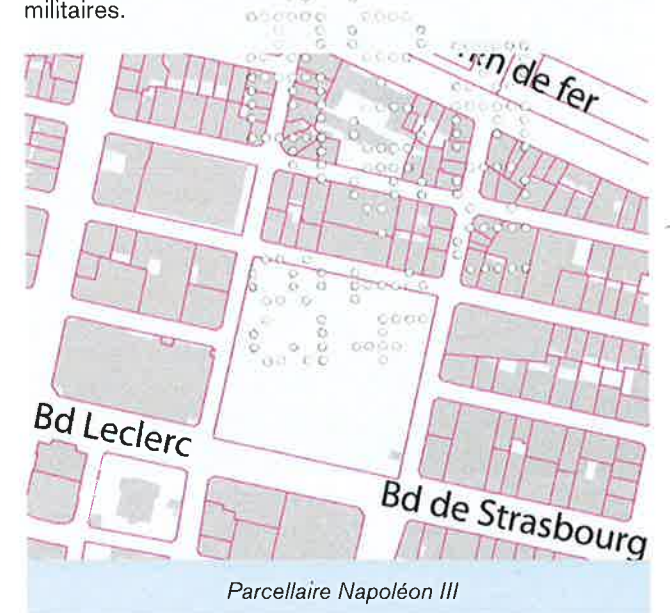 militaires.
de fer
Bd Leclerc
Bd de Strasbourg
Parcellaire Napoléon III